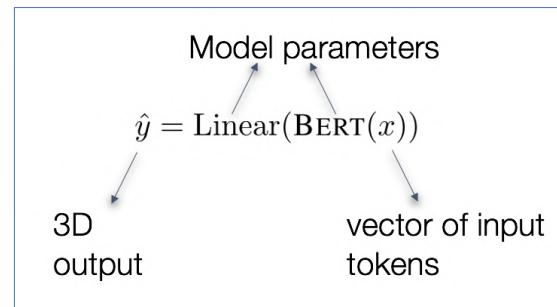 Model parameters
ŷ = Linear(BERT(x))
3D
output
vector of input
tokens